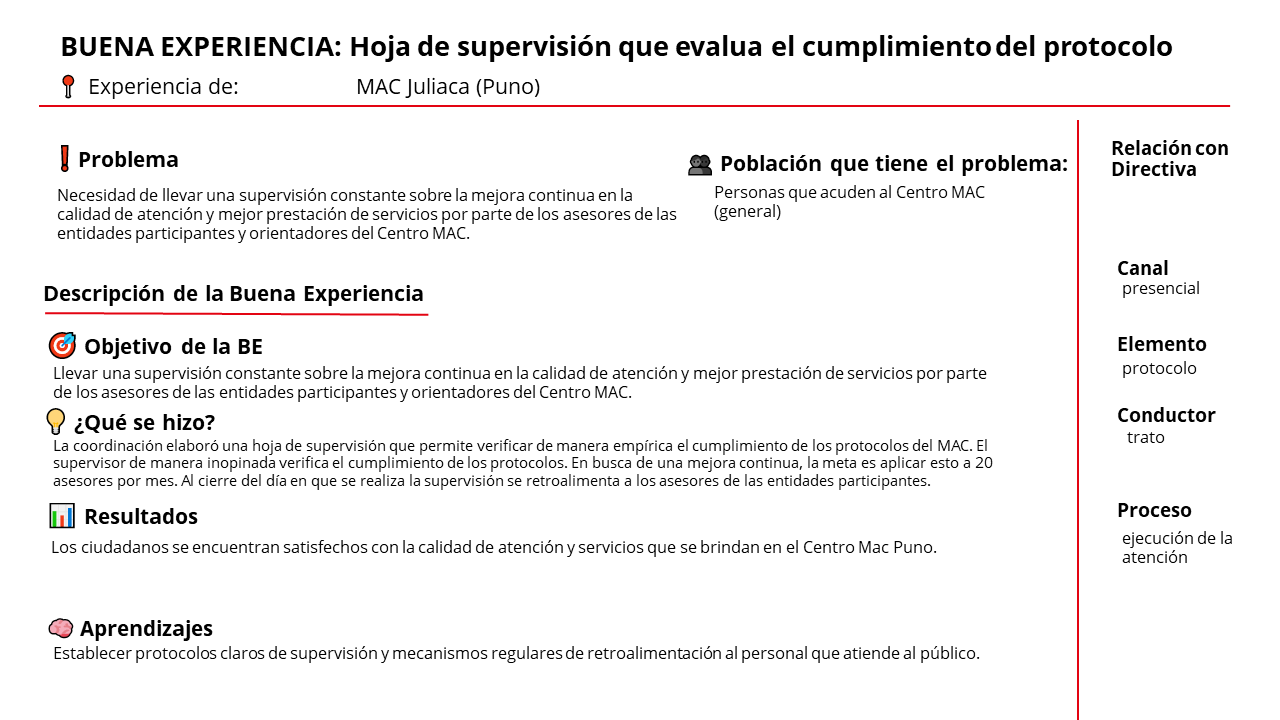 BUENA EXPERIENCIA: Hoja de supervisión que evalua el cumplimiento del protocolo
Experiencia de: MAC Juliaca (Puno)
Problema
Necesidad de llevar una supervisión constante sobre la mejora continua en la
calidad de atención y mejor prestación de servicios por parte de los asesores de las
entidades participantes y orientadores del Centro MAC.
Población que tiene el problema:
Personas que acuden al Centro MAC
(general)
Descripción de la Buena Experiencia
Objetivo de la BE
Llevar una supervisión constante sobre la mejora continua en la calidad de atención y mejor prestación de servicios por parte
de los asesores de las entidades participantes y orientadores del Centro MAC.
¿Qué se hizo?
La coordinación elaboró una hoja de supervisión que permite verificar de manera empírica el cumplimiento de los protocolos del MAC. El
supervisor de manera inopinada verifica el cumplimiento de los protocolos. En busca de una mejora continua, la meta es aplicar esto a 20
asesores por mes. Al cierre del día en que se realiza la supervisión se retroalimenta a los asesores de las entidades participantes.
Resultados
Los ciudadanos se encuentran satisfechos con la calidad de atención y servicios que se brindan en el Centro Mac Puno.
Aprendizajes
Establecer protocolos claros de supervisión y mecanismos regulares de retroalimentación al personal que atiende al público.
Relación con
Directiva
Canal
presencial
Elemento
protocolo
Conductor
trato
Proceso
ejecución de la
atención